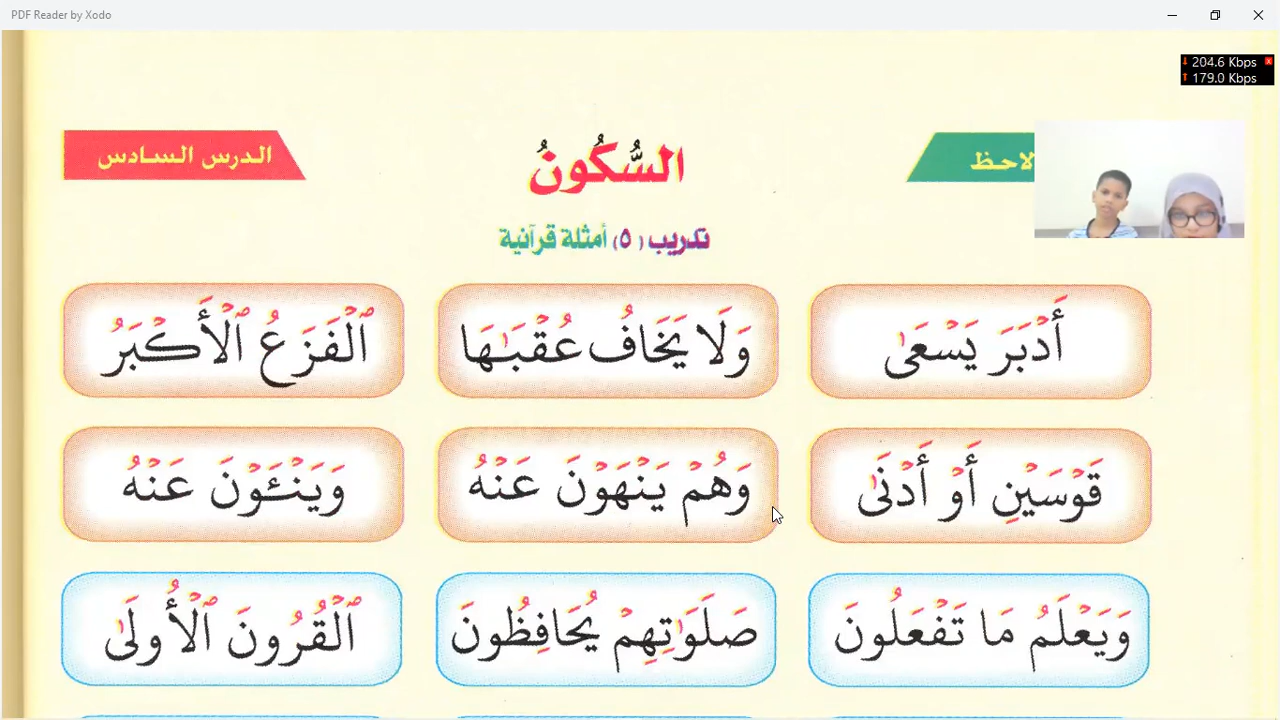 PDF Reader by Xodo
204.6 Kbps
179.0 Kbps
الدرس السادس
السُّكُونُ
لاحظ
تدريب (٥) أمثلة قرآنية
أَدْبَرَ يَسْعَىٰ
وَلَا يَخَافُ عُقْبَٰهَا
ٱلْفَزَعُ ٱلْأَكْبَرُ
قَوْسَيْنِ أَوْ أَدْنَىٰ
وَهُمْ يَنْهَوْنَ عَنْهُ
وَيَنْـَٔوْنَ عَنْهُ
وَيَعْلَمُ مَا تَفْعَلُونَ
صَلَوَٰتِهِمْ يُحَافِظُونَ
ٱلْقُرُونَ ٱلْأُولَىٰ